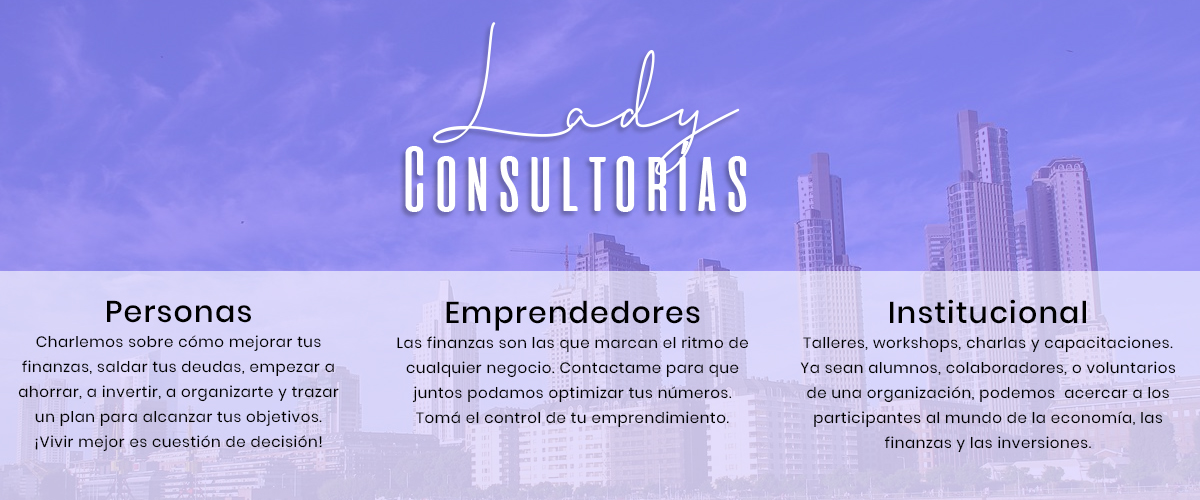 Lady
CONSULTORÍAS
Personas
Charlemos sobre cómo mejorar tus
finanzas, saldar tus deudas, empezar a
ahorrar, a invertir, a organizarte y trazar
un plan para alcanzar tus objetivos.
¡Vivir mejor es cuestión de decisión!
Emprendedores
Las finanzas son las que marcan el ritmo de
cualquier negocio. Contactame para que
juntos podamos optimizar tus números.
Tomá el control de tu emprendimiento.
Institucional
Talleres, workshops, charlas y capacitaciones.
Ya sean alumnos, colaboradores, o voluntarios
de una organización, podemos acercar a los
participantes al mundo de la economía, las
finanzas y las inversiones.